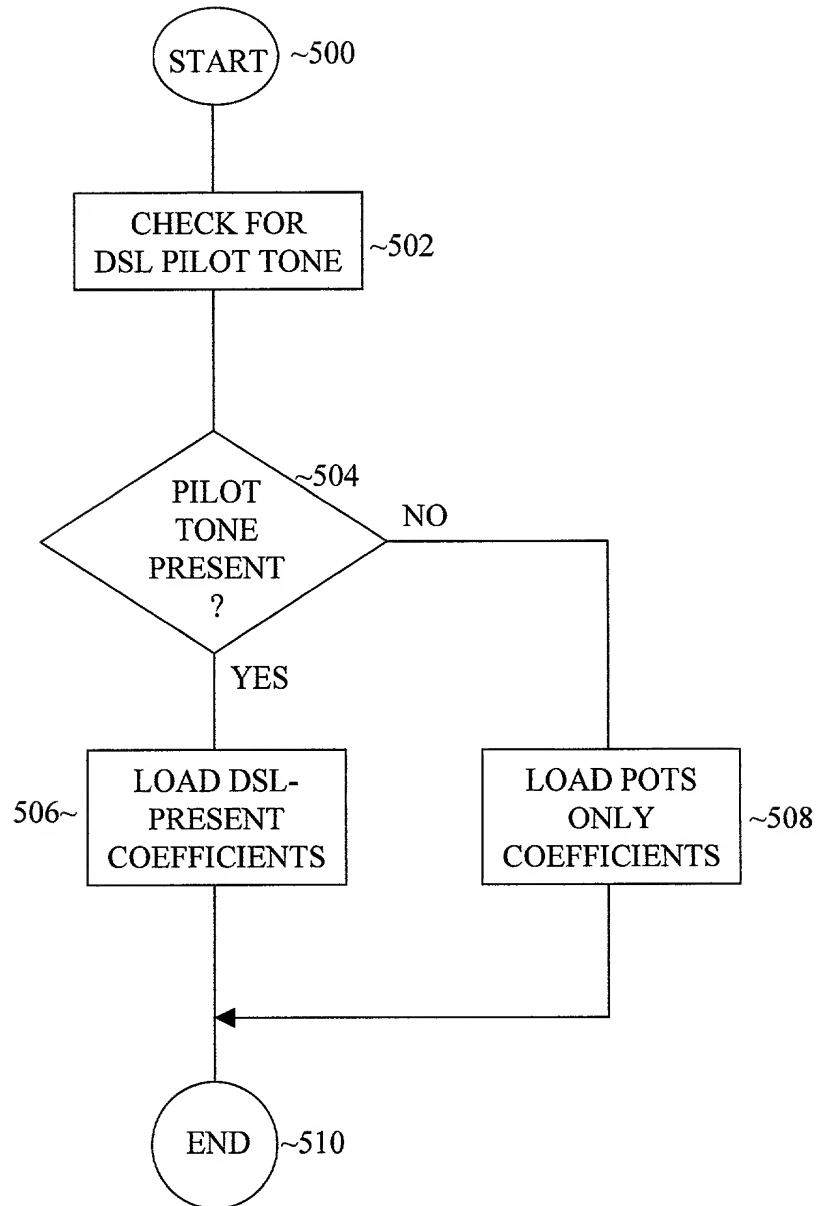 START ~500
CHECK FOR
DSL PILOT TONE ~502
~504
PILOT
TONE
PRESENT
?
NO
YES
506~ LOAD DSL-
PRESENT
COEFFICIENTS
LOAD POTS
ONLY
COEFFICIENTS
~508
END ~510